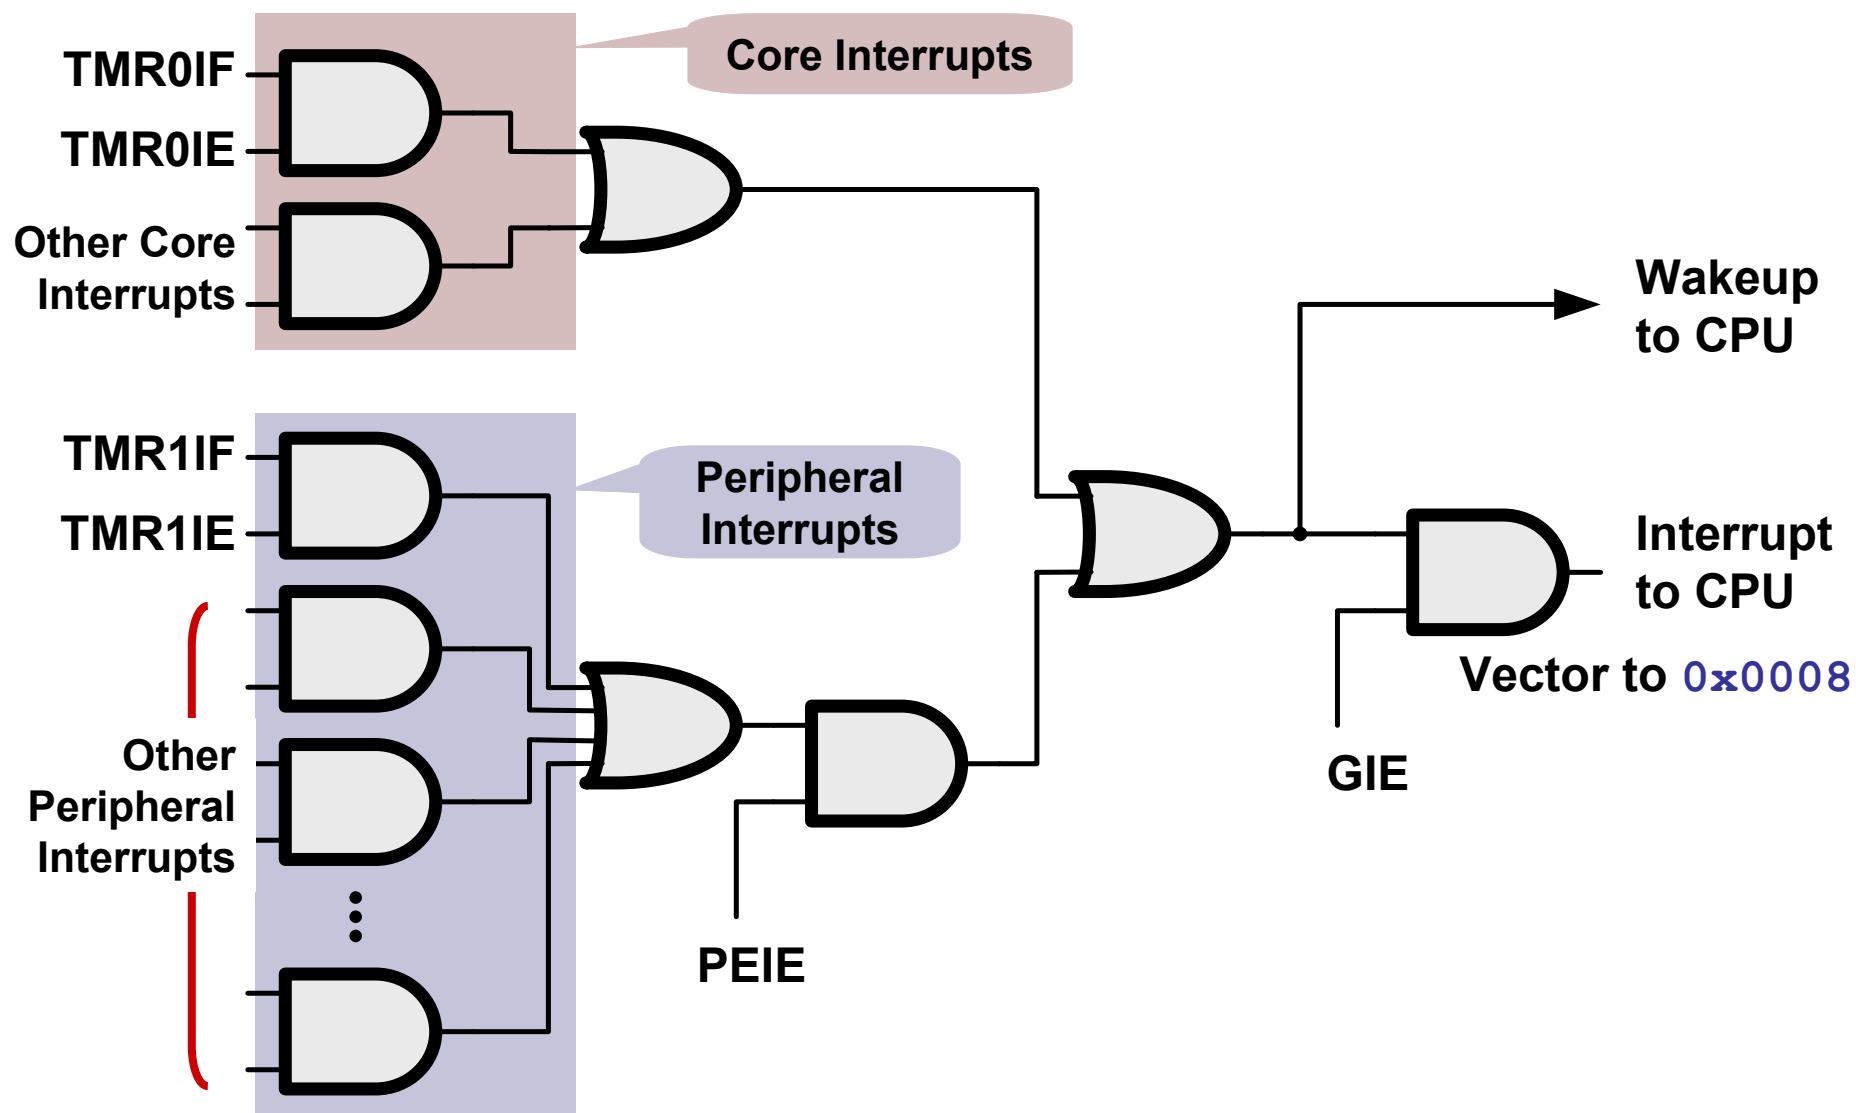 TMR0IF
Core Interrupts
TMR0IE
Other Core
Interrupts
Wakeup
to CPU
TMR1IF
Peripheral
Interrupts
TMR1IE
Interrupt
to CPU
Vector to 0x0008
Other
Peripheral
Interrupts
GIE
PEIE